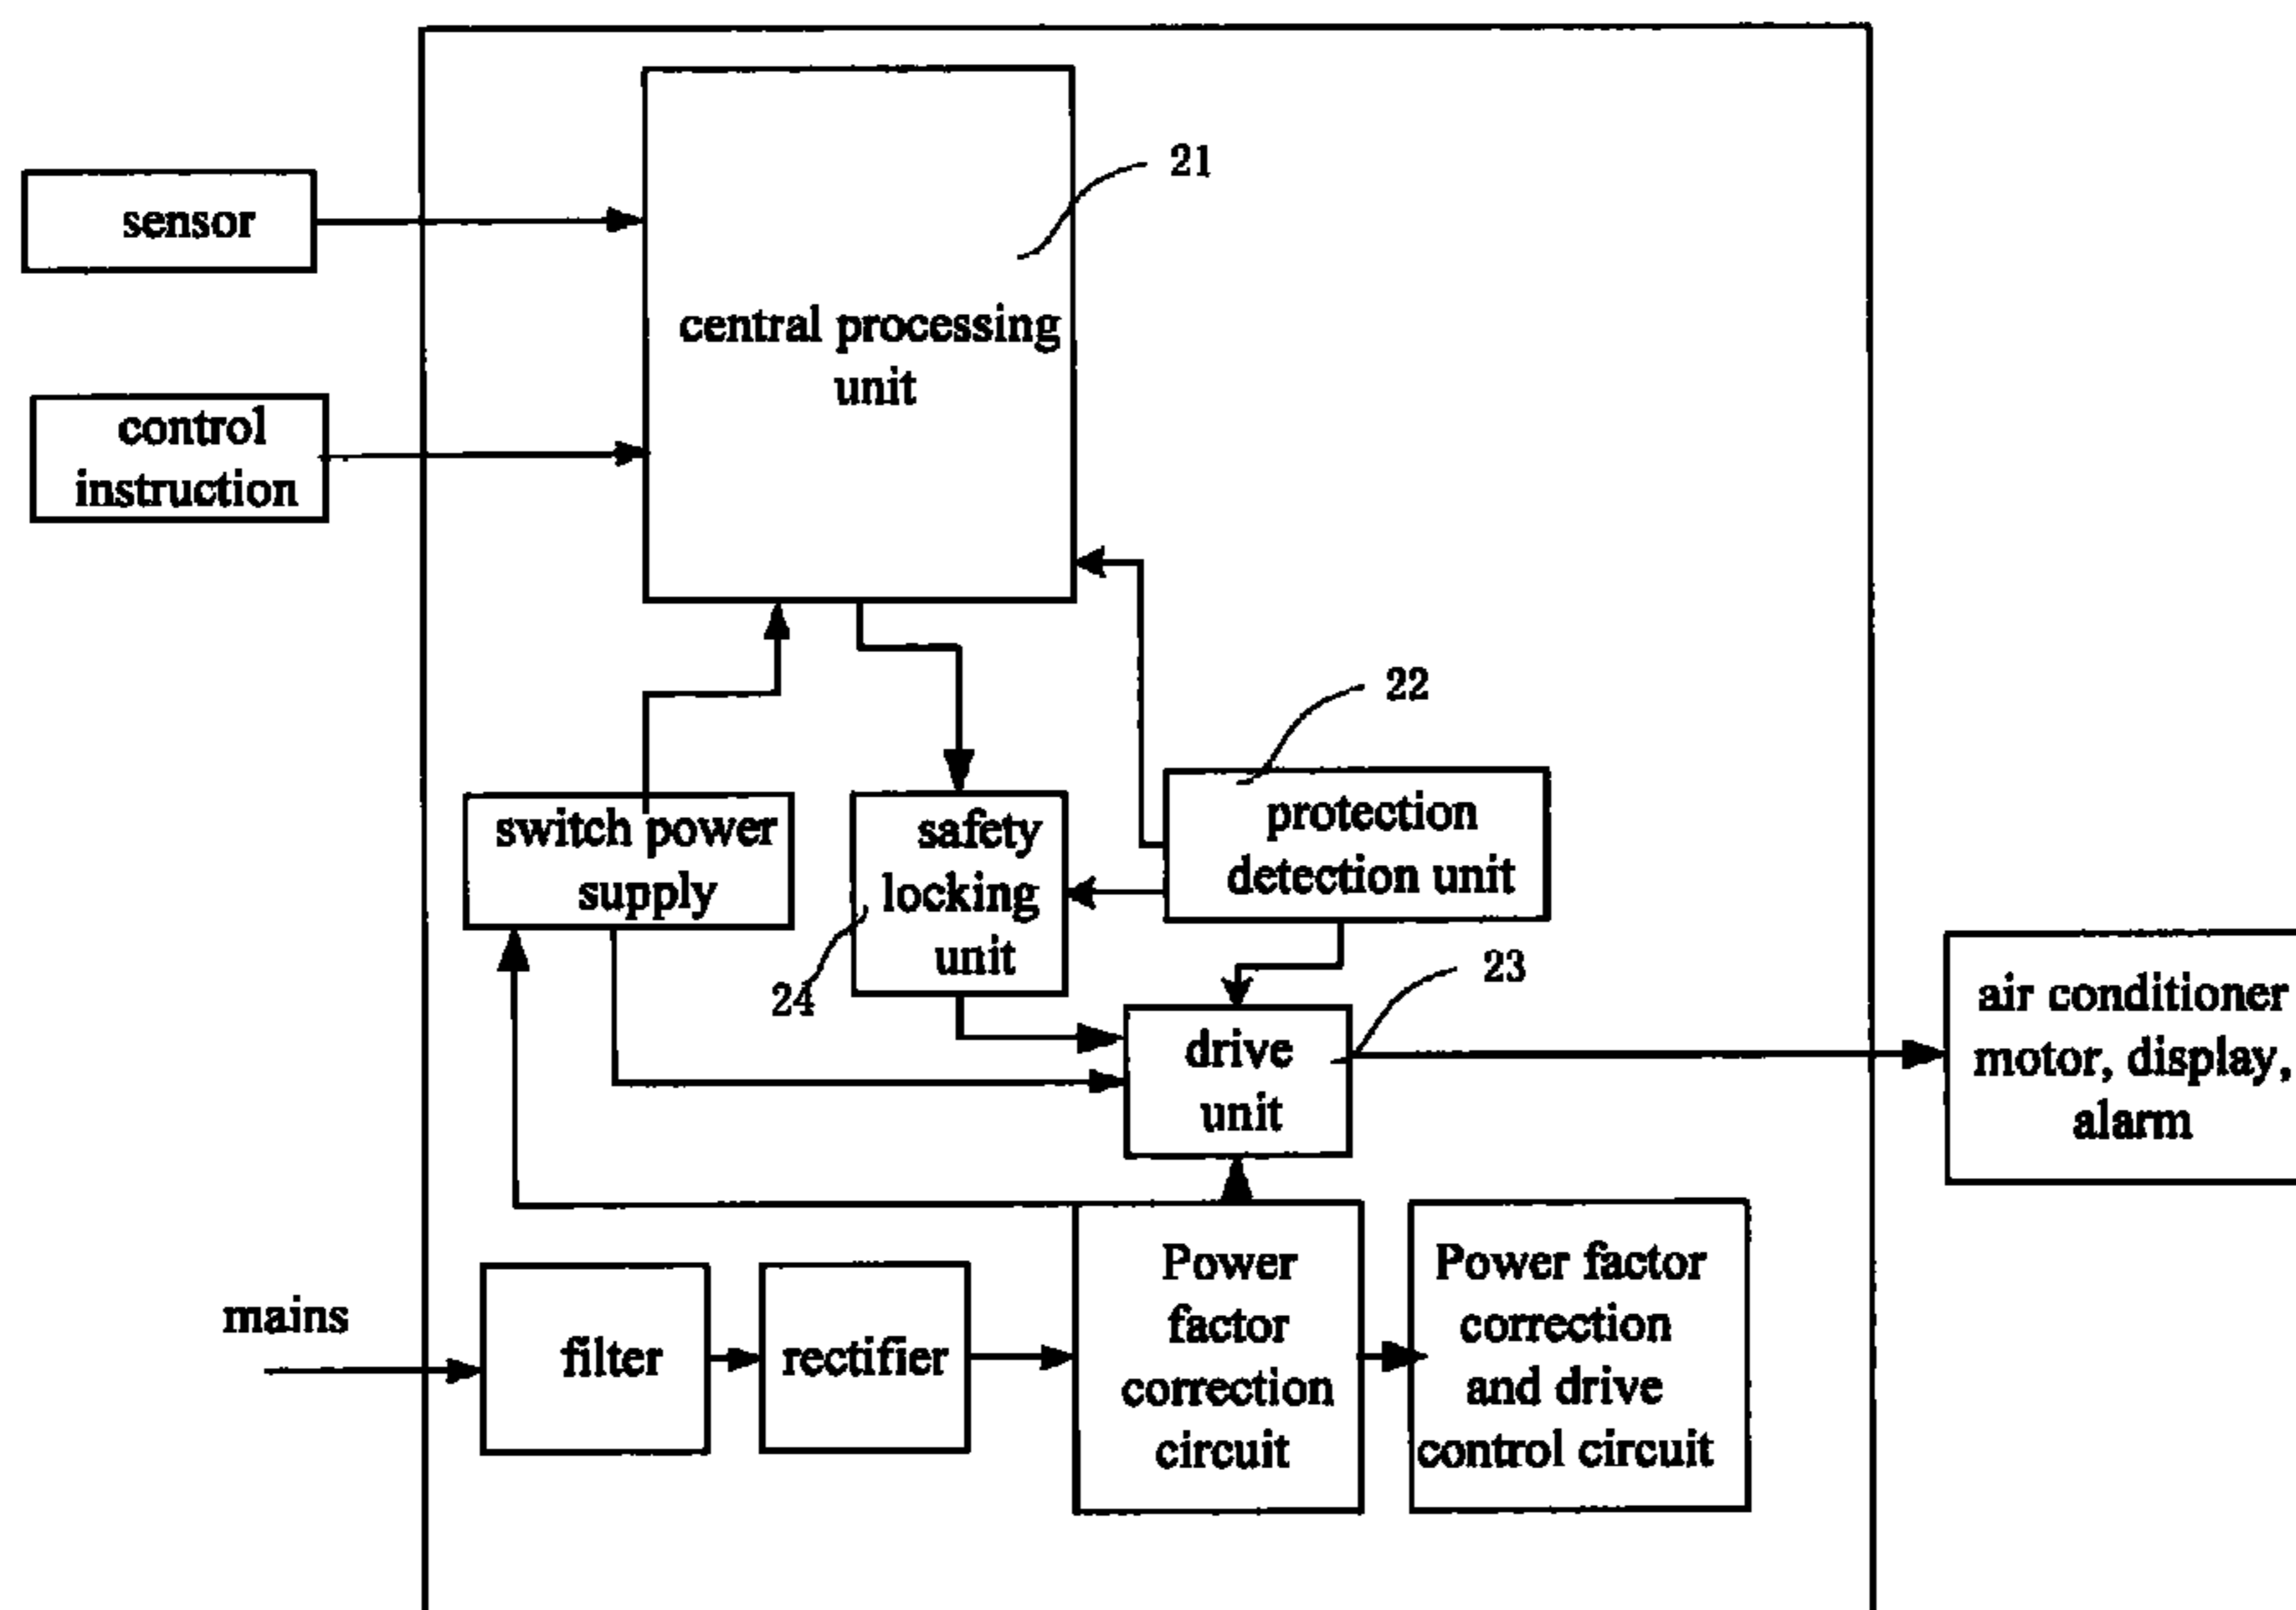 21
sensor
central processing
unit
control
instruction
22
switch power
supply
safety
locking
unit
24
protection
detection unit
23
drive
unit
air conditioner
motor, display,
alarm
mains
filter
rectifier
Power
factor
correction
circuit
Power factor
correction
and drive
control circuit